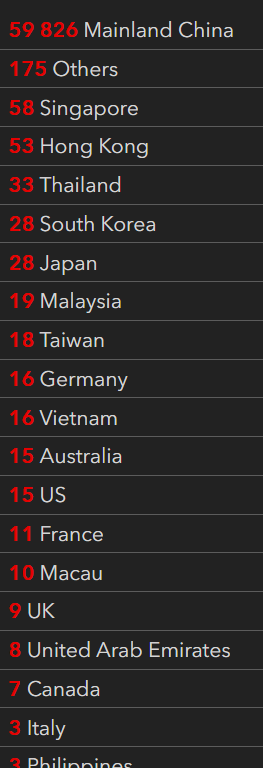 59 826 Mainland China
175 Others
58 Singapore
53 Hong Kong
33 Thailand
28 South Korea
28 Japan
19 Malaysia
18 Taiwan
16 Germany
16 Vietnam
15 Australia
15 US
11 France
10 Macau
9 UK
8 United Arab Emirates
7 Canada
3 Italy
3 Philippines